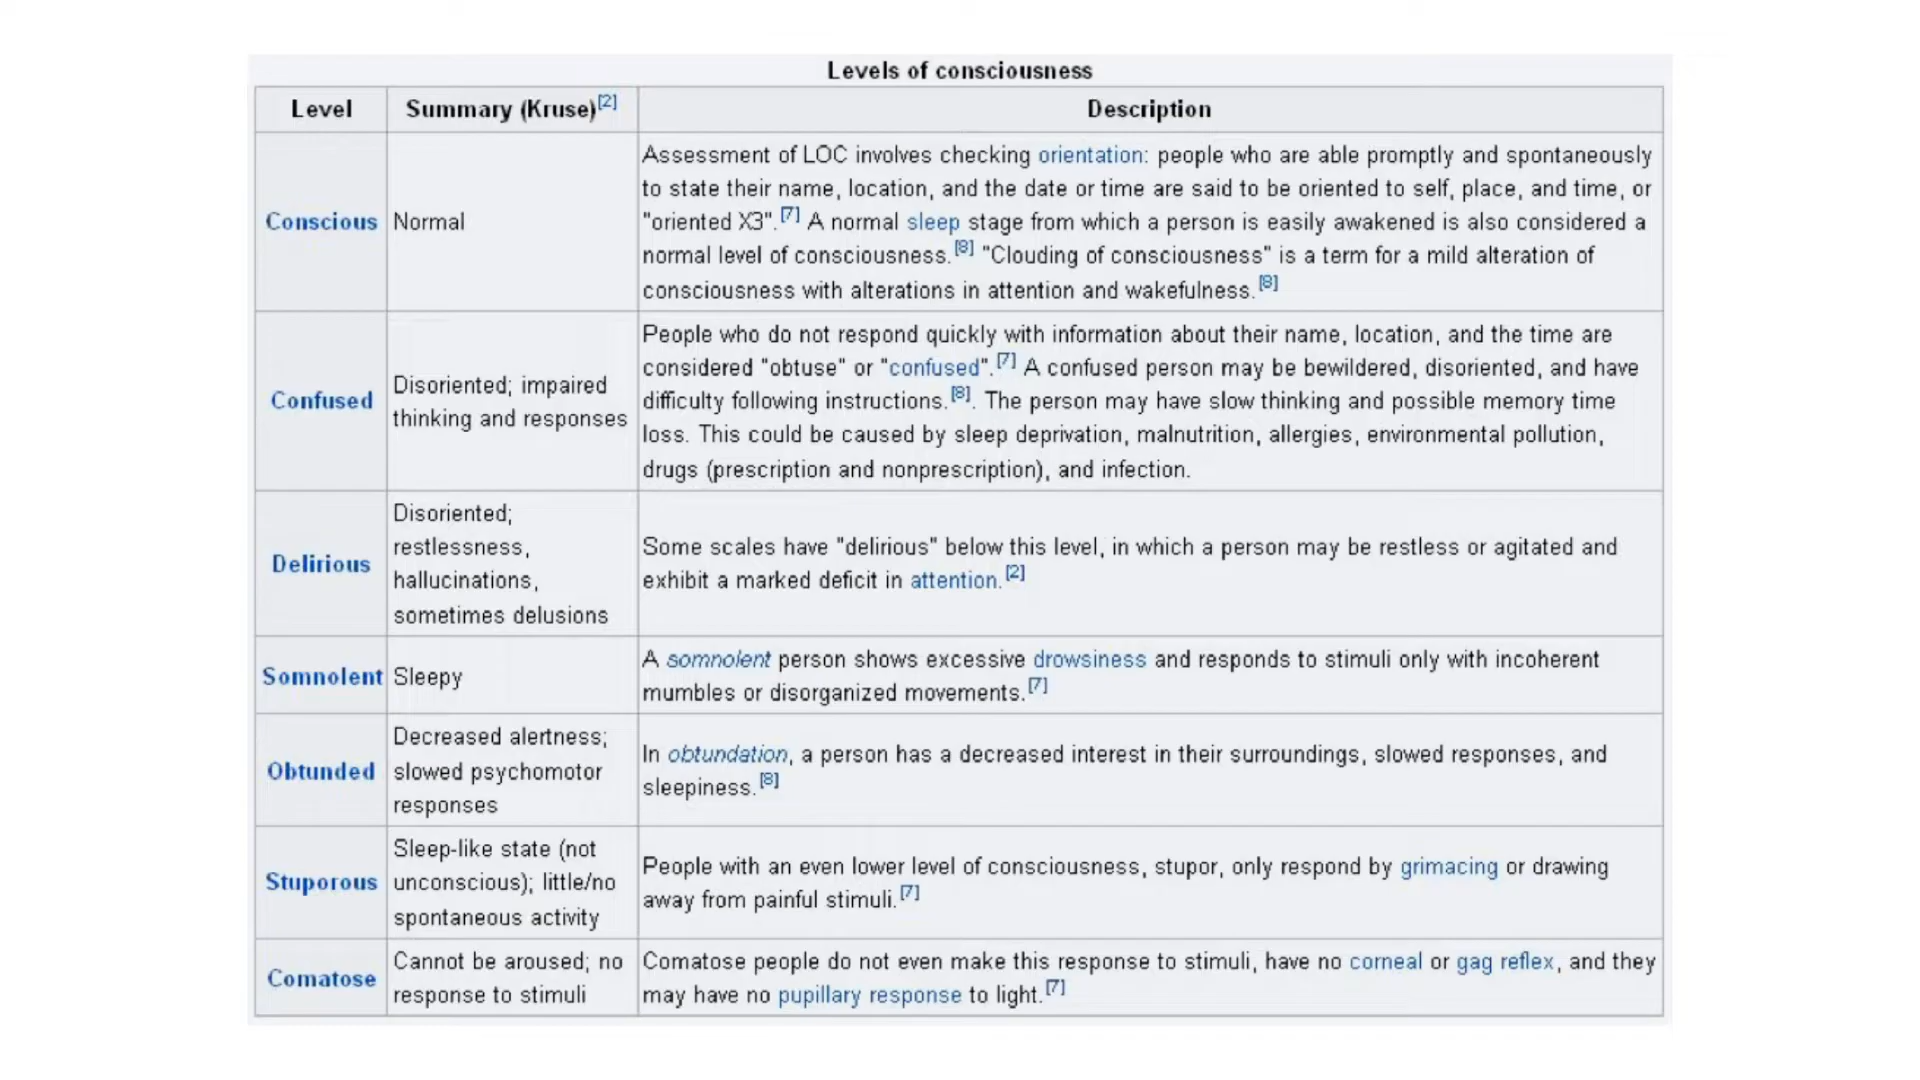 Levels of consciousness
Level
Summary (Kruse)[2]
Description
Conscious
Normal
Assessment of LOC involves checking orientation: people who are able promptly and spontaneously
to state their name, location, and the date or time are said to be oriented to self, place, and time, or
"oriented X3".[7] A normal sleep stage from which a person is easily awakened is also considered a
normal level of consciousness.[8] "Clouding of consciousness" is a term for a mild alteration of
consciousness with alterations in attention and wakefulness.[8]
Confused
Disoriented; impaired
thinking and responses
People who do not respond quickly with information about their name, location, and the time are
considered "obtuse" or "confused".[7] A confused person may be bewildered, disoriented, and have
difficulty following instructions.[8]. The person may have slow thinking and possible memory time
loss. This could be caused by sleep deprivation, malnutrition, allergies, environmental pollution,
drugs (prescription and nonprescription), and infection.
Delirious
Disoriented;
restlessness,
hallucinations,
sometimes delusions
Some scales have "delirious" below this level, in which a person may be restless or agitated and
exhibit a marked deficit in attention.[2]
Somnolent
Sleepy
A somnolent person shows excessive drowsiness and responds to stimuli only with incoherent
mumbles or disorganized movements.[7]
Obtunded
Decreased alertness;
slowed psychomotor
responses
In obtundation, a person has a decreased interest in their surroundings, slowed responses, and
sleepiness.[8]
Stuporous
Sleep-like state (not
unconscious); little/no
spontaneous activity
People with an even lower level of consciousness, stupor, only respond by grimacing or drawing
away from painful stimuli.[7]
Comatose
Cannot be aroused; no
response to stimuli
Comatose people do not even make this response to stimuli, have no corneal or gag reflex, and they
may have no pupillary response to light.[7]